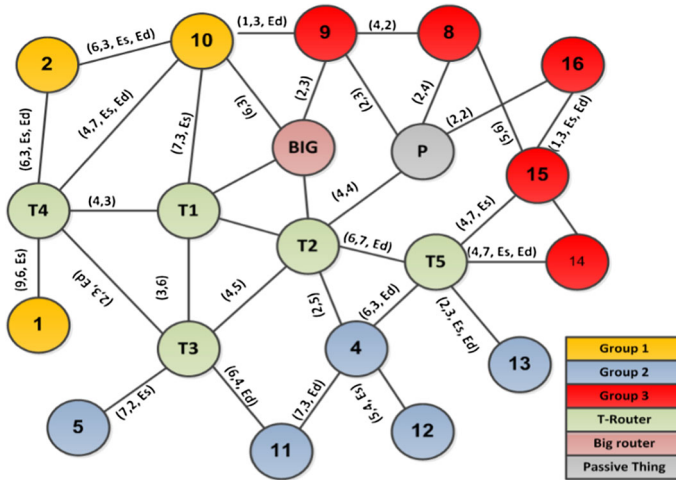 (1,3, Ed)
9
(4,2)
8
(6,3, Es, Ed)
10
2
16
(4,7, Es, Ed)
(7,3, Es)
(6,3)
(2,3)
(2,3)
(2,4)
(2,2)
(5,6)
(1,3, Es, Ed)
(6,3, Es, Ed)
BIG
P
15
(4,4)
T4
(4,3)
T1
(4,7, Es)
T2
(6,7, Ed)
T5
(4,7, Es, Ed)
14
(9,6, Es)
(2,3, Ed)
(3,6)
(4,5)
(2,5)
(6,3, Ed)
(2,3, Es, Ed)
1
T3
4
13
(7,2, Es)
(6,4, Ed)
(7,3, Ed)
(5,4, Es)
5
11
12
Group 1
Group 2
Group 3
T-Router
Big router
Passive Thing